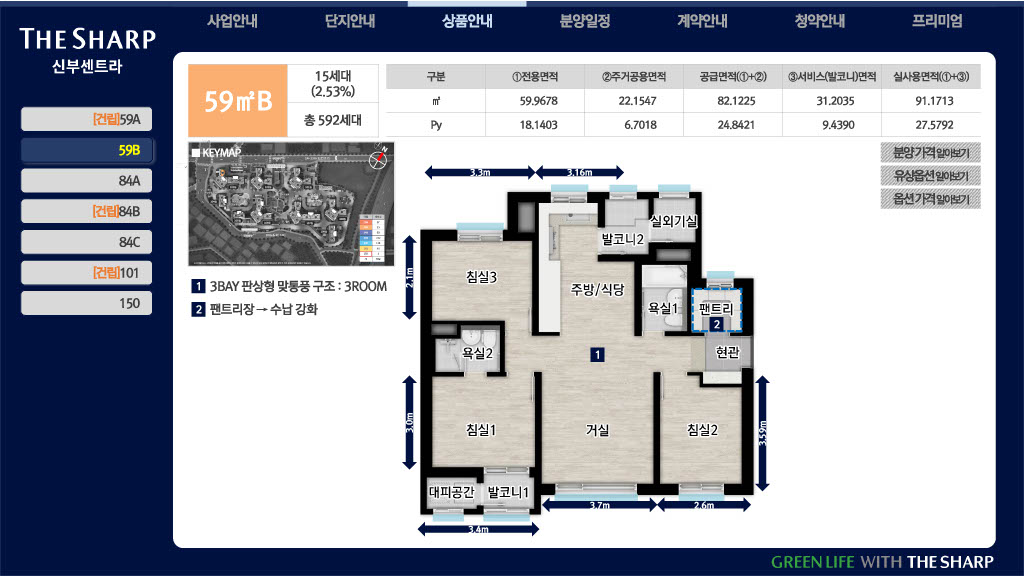 사업안내 단지안내 상품안내 분양일정 계약안내 청약안내 프리미엄
THE SHARP
신부센트라
[건립]59A
59B
84A
[건립]84B
84C
[건립]101
150
59㎡B
15세대
(2.53%)
총 592세대
구분 ①전용면적 ②주거공용면적 공급면적(①+②) ③서비스(발코니)면적 실사용면적(①+③)
㎡ 59.9678 22.1547 82.1225 31.2035 91.1713
Py 18.1403 6.7018 24.8421 9.4390 27.5792
분양가격 알아보기
유상옵션 알아보기
옵션가격 알아보기
KEYMAP
N
1 3BAY 판상형 맞통풍 구조 : 3ROOM
2 팬트리장 → 수납 강화
3.3m 3.16m
실외기실
발코니2
침실3
2.1m
주방/식당
욕실1
팬트리
2
현관
욕실2
1
침실1
3.0m
거실
침실2
3.59m
대피공간 발코니1
3.7m 2.6m
3.4m
GREEN LIFE WITH THE SHARP